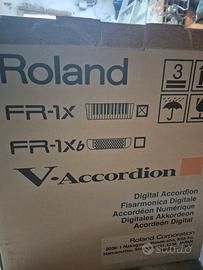 Roland
3
FR-1X
FR-1Xb
V-Accordion
Digital Accordion
Fisarmonica Digitale
Accordéon Numérique
Digitales Akkordeon
Acordeón Digital
Roland Corporation
subito